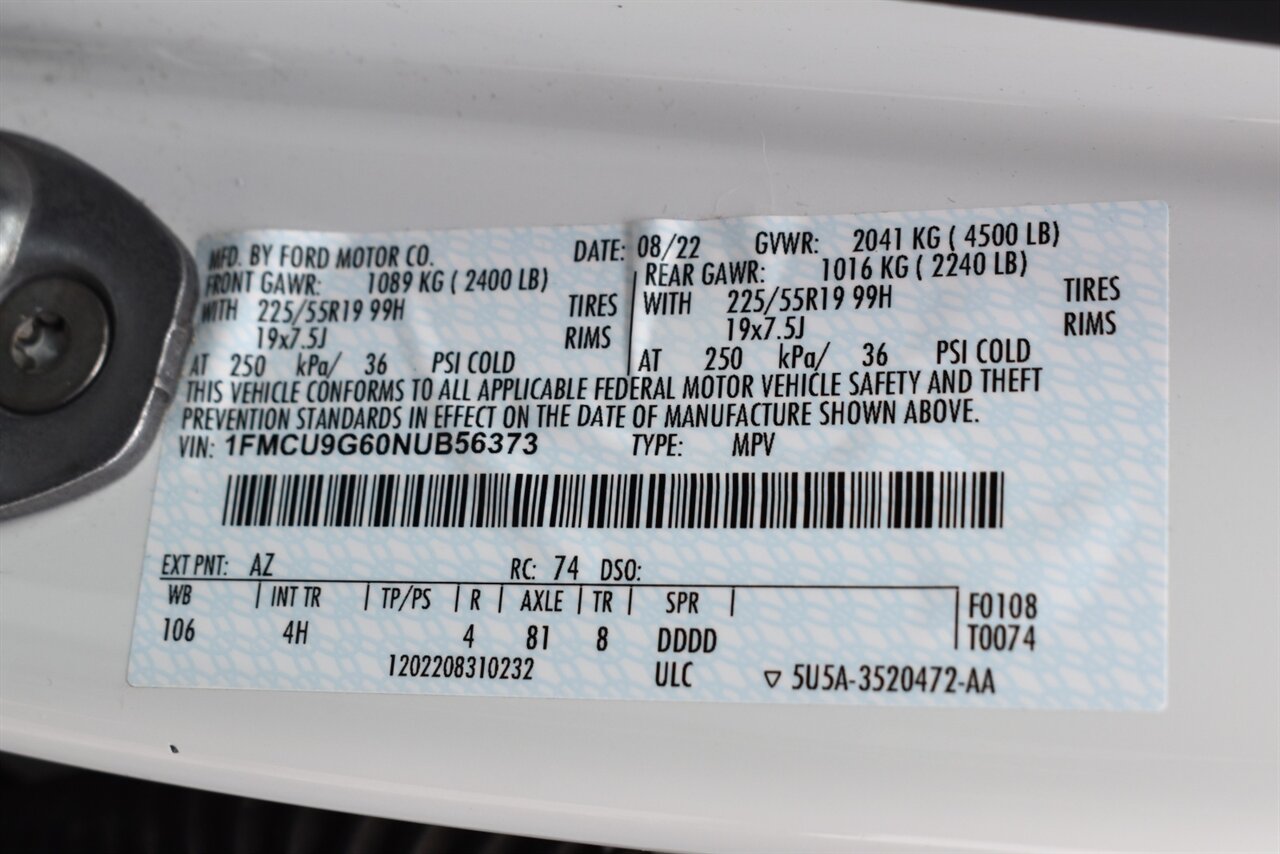 MFD. BY FORD MOTOR CO. DATE: 08/22 GVWR: 2041 KG ( 4500 LB)
FRONT GAWR: 1089 KG ( 2400 LB) REAR GAWR: 1016 KG ( 2240 LB)
WITH 225/55R19 99H TIRES WITH 225/55R19 99H TIRES
19x7.5J RIMS 19x7.5J RIMS
AT 250 kPa/ 36 PSI COLD AT 250 kPa/ 36 PSI COLD
THIS VEHICLE CONFORMS TO ALL APPLICABLE FEDERAL MOTOR VEHICLE SAFETY AND THEFT
PREVENTION STANDARDS IN EFFECT ON THE DATE OF MANUFACTURE SHOWN ABOVE.
VIN: 1FMCU9G60NUB56373 TYPE: MPV
EXT PNT: AZ RC: 74 DSO:
WB | INT TR | TP/PS | R | AXLE | TR | SPR | F0108
106 4H 4 81 8 DDDD T0074
1202208310232 ULC ▽ 5U5A-3520472-AA